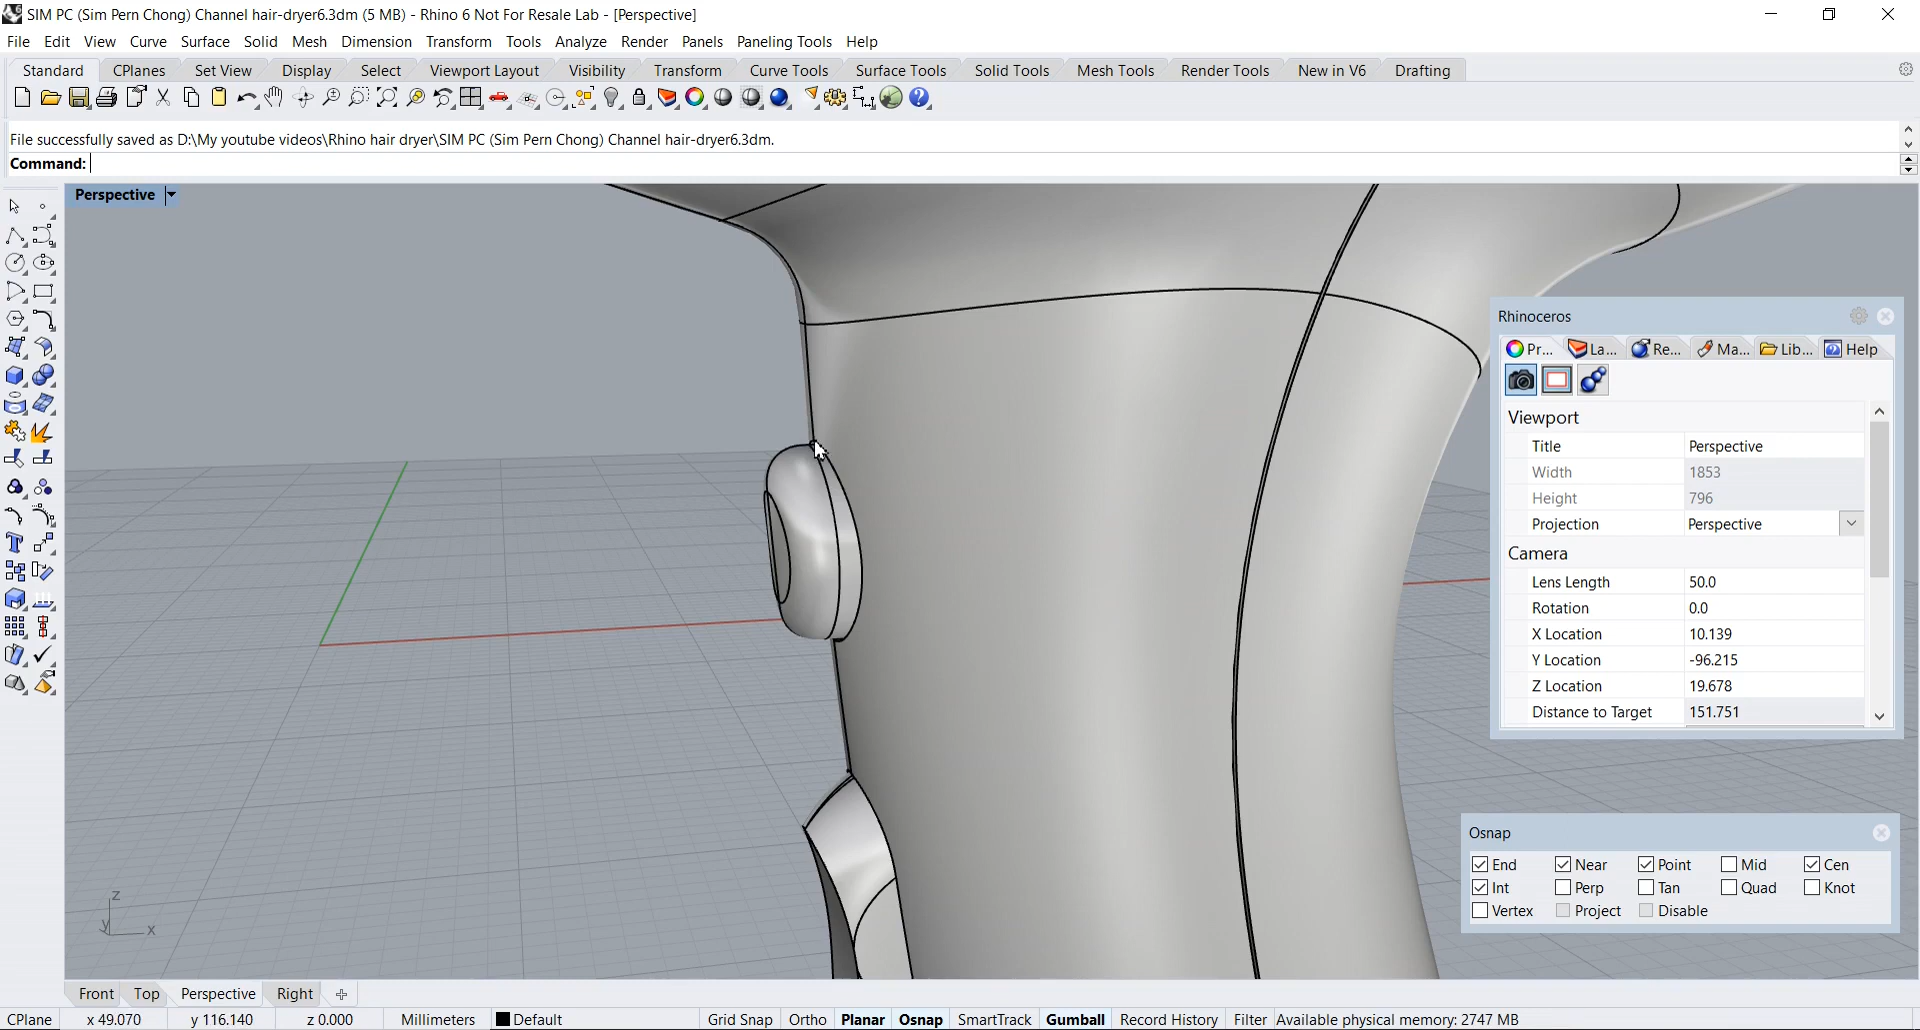 SIM PC (Sim Pern Chong) Channel hair-dryer6.3dm (5 MB) - Rhino 6 Not For Resale Lab - [Perspective]
File Edit View Curve Surface Solid Mesh Dimension Transform Tools Analyze Render Panels Paneling Tools Help
Standard CPlanes Set View Display Select Viewport Layout Visibility Transform Curve Tools Surface Tools Solid Tools Mesh Tools Render Tools New in V6 Drafting
File successfully saved as D:\My youtube videos\Rhino hair dryer\SIM PC (Sim Pern Chong) Channel hair-dryer6.3dm.
Command:
Perspective
Rhinoceros
Pr... La... Re... Ma... Lib... Help
Viewport
Title Perspective
Width 1853
Height 796
Projection Perspective
Camera
Lens Length 50.0
Rotation 0.0
X Location 10.139
Y Location -96.215
Z Location 19.678
Distance to Target 151.751
Osnap
End Near Point Mid Cen
Int Perp Tan Quad Knot
Vertex Project Disable
z
y x
Front Top Perspective Right
CPlane x 49.070 y 116.140 z 0.000 Millimeters Default Grid Snap Ortho Planar Osnap SmartTrack Gumball Record History Filter Available physical memory: 2747 MB